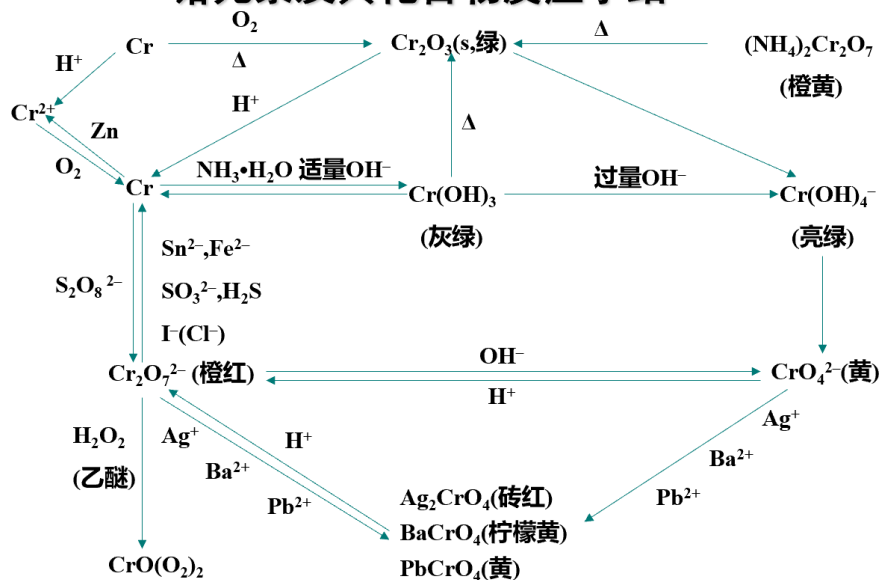 O₂
Cr
Cr₂O₃(s,绿)
Δ
(NH₄)₂Cr₂O₇
(橙黄)
H⁺
Δ
Cr²⁺
H⁺
Zn
Δ
O₂
Cr
NH₃•H₂O 适量OH⁻
Cr(OH)₃
过量OH⁻
Cr(OH)₄⁻
(灰绿)
(亮绿)
S₂O₈²⁻
Sn²⁻,Fe²⁻
SO₃²⁻,H₂S
I⁻(Cl⁻)
Cr₂O₇²⁻ (橙红)
OH⁻
H⁺
CrO₄²⁻(黄)
H₂O₂
(乙醚)
Ag⁺
H⁺
Ba²⁺
Pb²⁺
Ag⁺
Ba²⁺
Pb²⁺
Ag₂CrO₄(砖红)
BaCrO₄(柠檬黄)
PbCrO₄(黄)
CrO(O₂)₂